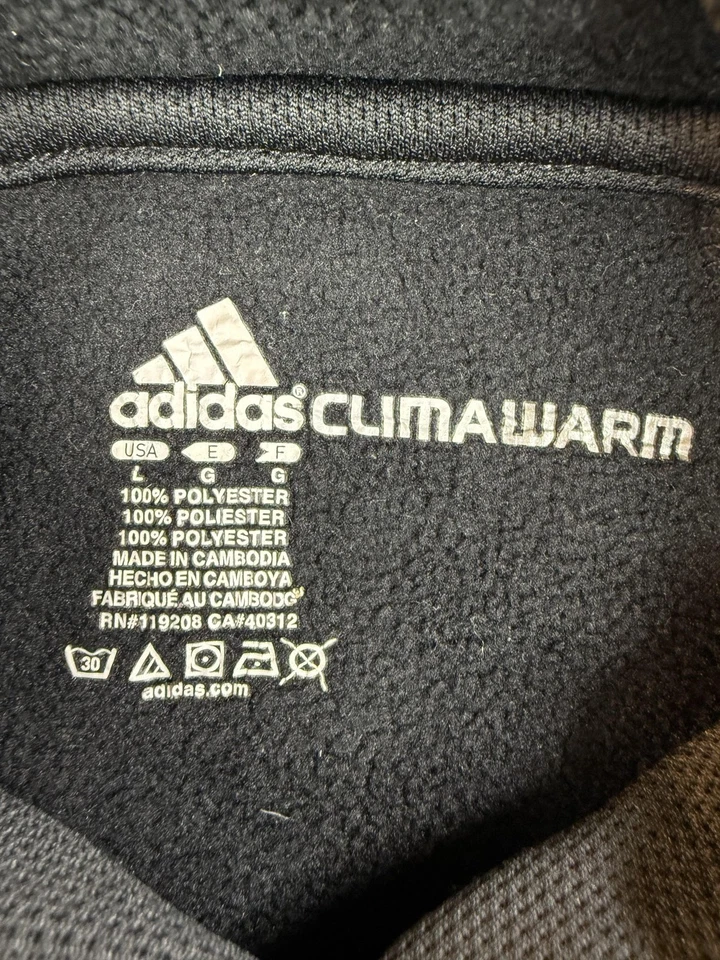 adidas® CLIMAWARM
USA E F
L G G
100% POLYESTER
100% POLIESTER
100% POLYESTER
MADE IN CAMBODIA
HECHO EN CAMBOYA
FABRIQUÉ AU CAMBODG
RN#119208 CA#40312
30
adidas.com